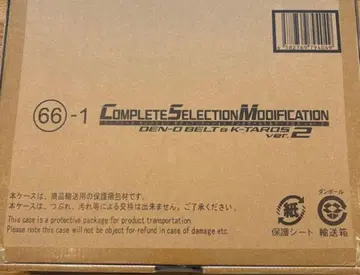 66-1
COMPLETE SELECTION MODIFICATION
DEN-O BELT & K-TAROS
ver. 2
本ケースは、商品輸送用の保護梱包材です。
本ケースは、つぶれ、汚れ等による交換は出来ません。ご了承ください。
This case is a protective package for product transportation.
Please note this case will not be object for refund in case of damage etc.
紙
保護シート
ダンボール
輸送箱